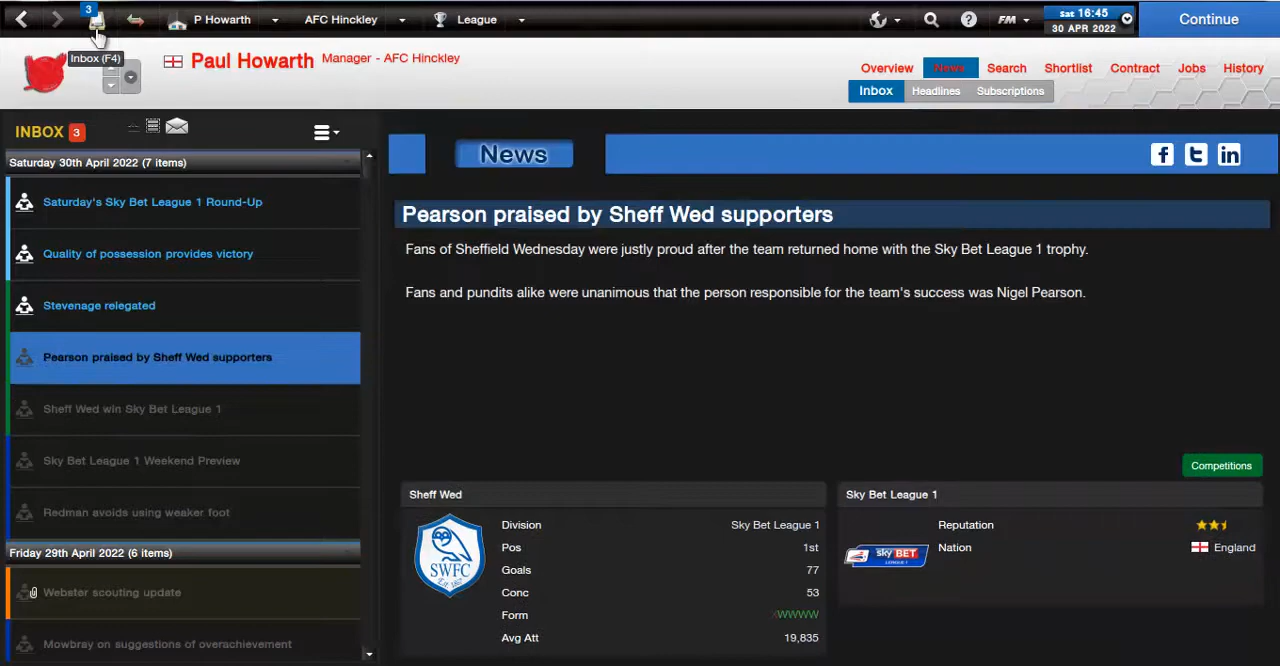 3
P Howarth
AFC Hinckley
League
FM
Sat 16:45
30 APR 2022
Continue
Inbox (F4)
Paul Howarth Manager - AFC Hinckley
Overview News Search Shortlist Contract Jobs History
Inbox Headlines Subscriptions
INBOX 3
Saturday 30th April 2022 (7 items)
Saturday's Sky Bet League 1 Round-Up
Quality of possession provides victory
Stevenage relegated
Pearson praised by Sheff Wed supporters
Sheff Wed win Sky Bet League 1
Sky Bet League 1 Weekend Preview
Redman avoids using weaker foot
Friday 29th April 2022 (6 items)
Webster scouting update
Mowbray on suggestions of overachievement
News
Pearson praised by Sheff Wed supporters
Fans of Sheffield Wednesday were justly proud after the team returned home with the Sky Bet League 1 trophy.
Fans and pundits alike were unanimous that the person responsible for the team's success was Nigel Pearson.
Competitions
Sheff Wed
SWFC
Division Sky Bet League 1
Pos 1st
Goals 77
Conc 53
Form WWWW
Avg Att 19,835
Sky Bet League 1
sky BET
LEAGUE 1
Reputation
Nation England